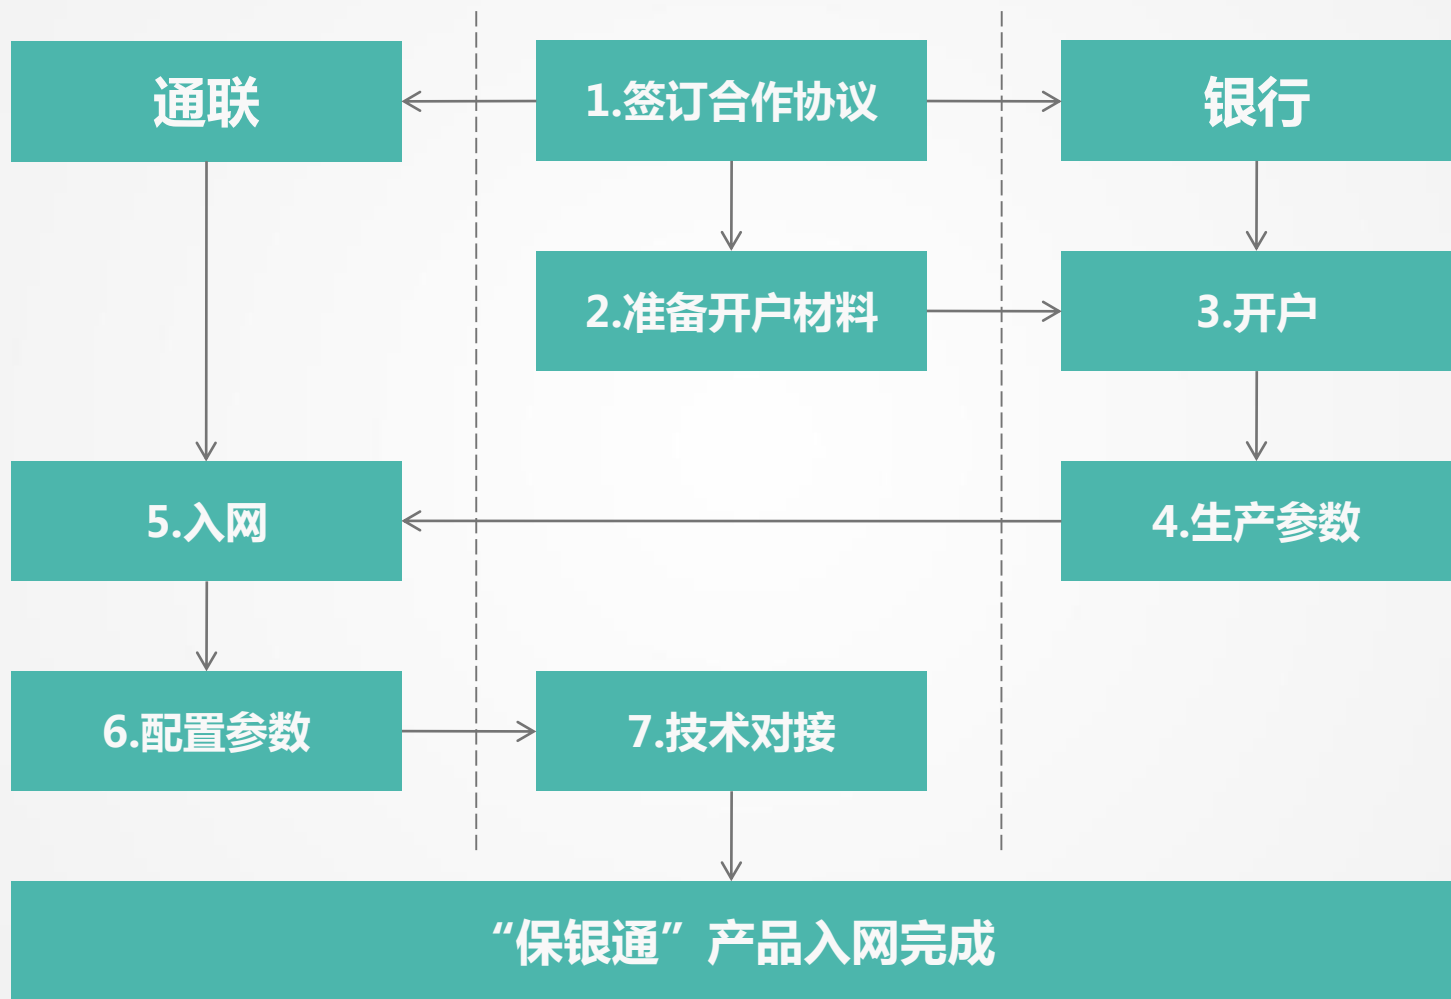 通联
1.签订合作协议
银行
2.准备开户材料
3.开户
5.入网
4.生产参数
6.配置参数
7.技术对接
“保银通”产品入网完成